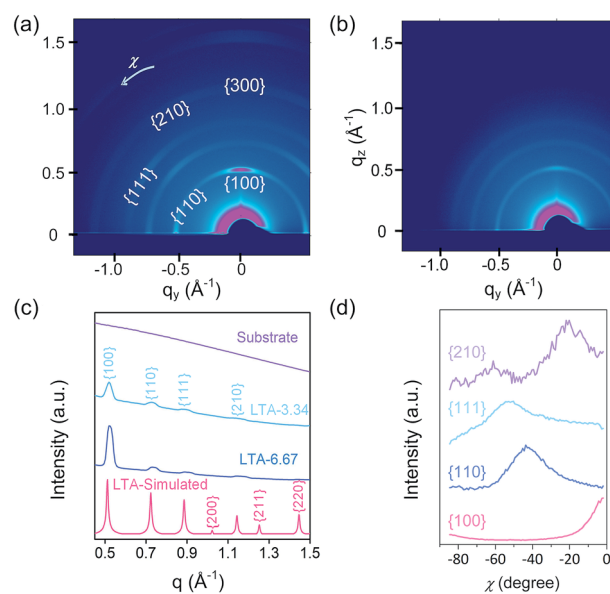 (a)
1.5
1.0
0.5
0
χ
{300}
{210}
{111}
{110}
{100}
-1.0
-0.5
0
qy (Å-1)
(b)
qz (Å-1)
1.5
1.0
0.5
0
-1.0
-0.5
0
qy (Å-1)
(c)
Intensity (a.u.)
Substrate
{100}
{110}
{111}
{210}
LTA-3.34
LTA-6.67
LTA-Simulated
{200}
{211}
{220}
0.5
0.7
0.9
1.1
1.3
1.5
q (Å-1)
(d)
Intensity (a.u.)
{210}
{111}
{110}
{100}
-80
-60
-40
-20
0
χ (degree)